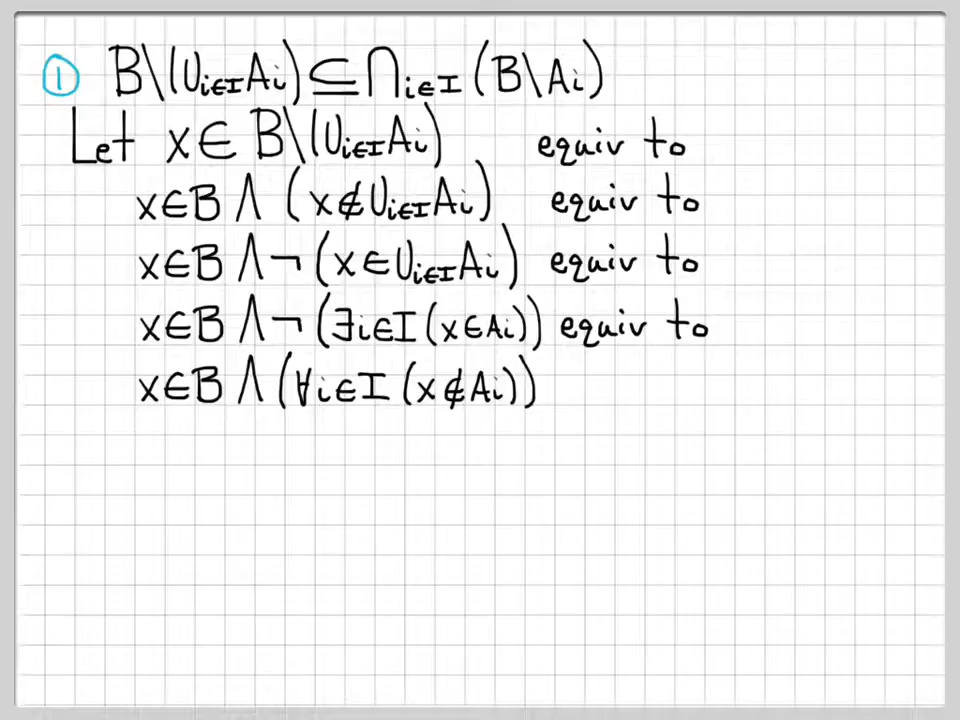 ① B\(∪i∈I Ai) ⊆ ∩i∈I (B\Ai)
Let x∈B\(∪i∈I Ai) equiv to
x∈B ∧ (x∉∪i∈I Ai) equiv to
x∈B ∧ ¬(x∈∪i∈I Ai) equiv to
x∈B ∧ ¬(∃i∈I(x∈Ai)) equiv to
x∈B ∧ (∀i∈I(x∉Ai))